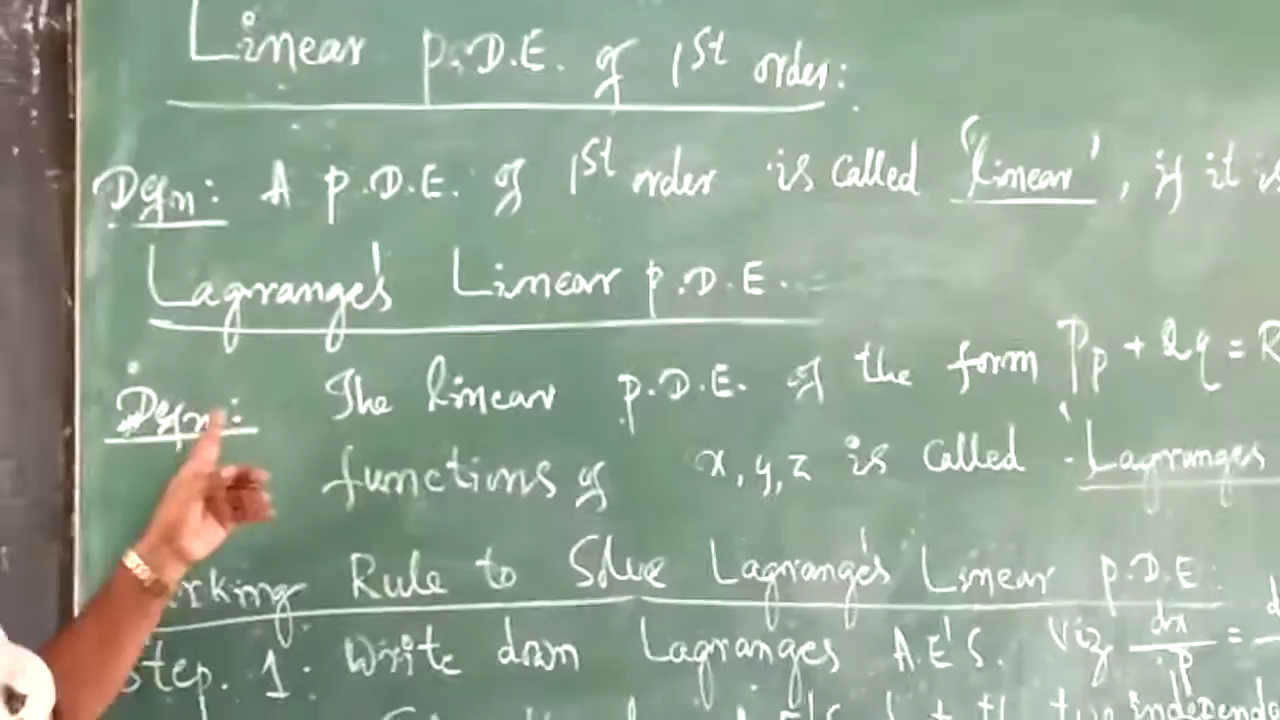 Linear P.D.E. of 1st order:
Defn: A P.D.E. of 1st order is called 'linear', if it is
Lagrange's Linear P.D.E.
Defn: The linear P.D.E. of the form Pp + Qq = R
functions of x, y, z is called 'Lagranges
rking Rule to Solve Lagrange's Linear P.D.E:
Step. 1: Write down Lagranges A.E'S. Viz dx/P =
independe